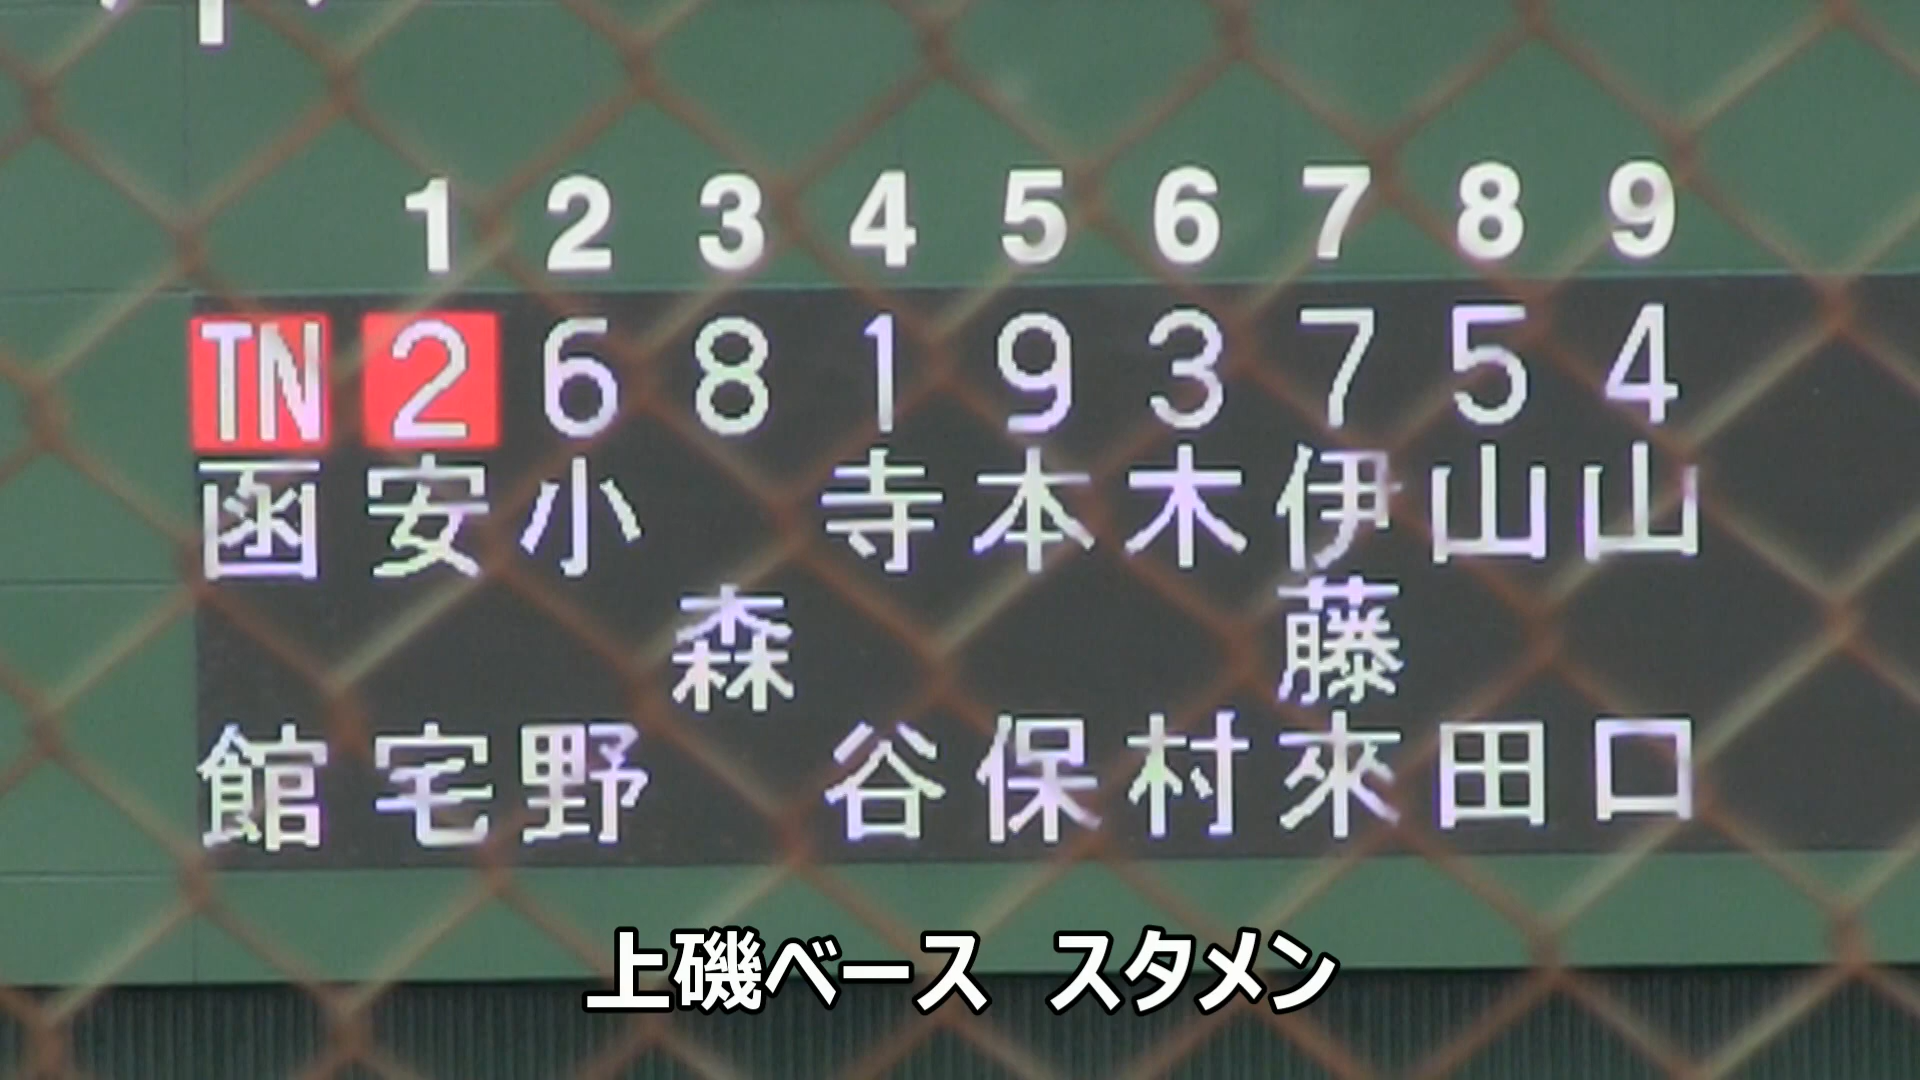 1 2 3 4 5 6 7 8 9
TN 2 6 8 1 9 3 7 5 4
函館 安宅 小野 森 寺谷 本保 木村 伊藤來 山田 山口
上磯ベース スタメン